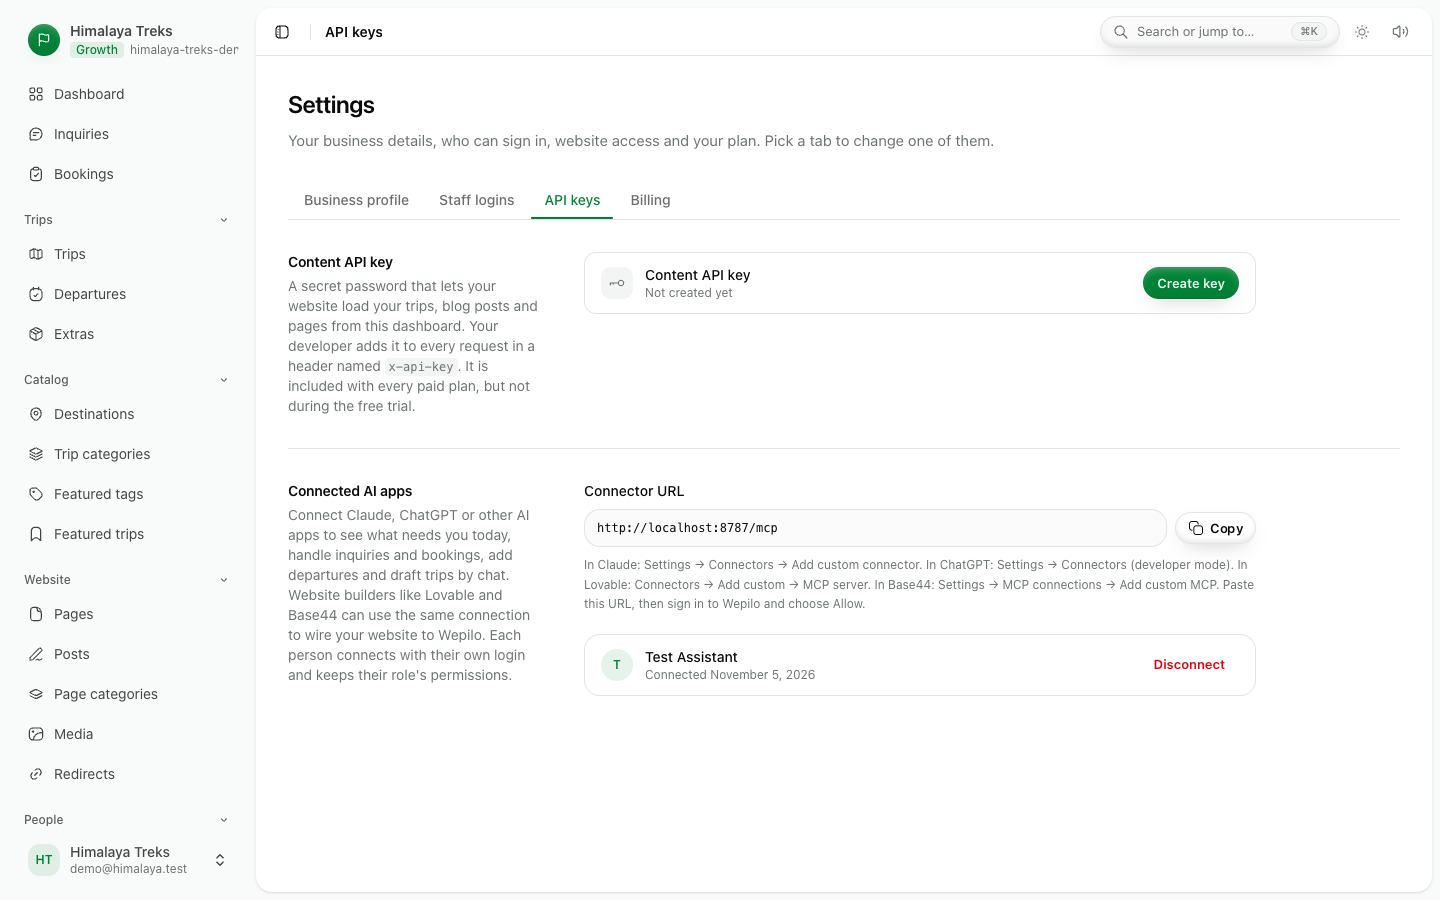 Himalaya Treks
Growth himalaya-treks-der
Dashboard
Inquiries
Bookings
Trips
Trips
Departures
Extras
Catalog
Destinations
Trip categories
Featured tags
Featured trips
Website
Pages
Posts
Page categories
Media
Redirects
People
HT
Himalaya Treks
demo@himalaya.test
API keys
Search or jump to...
⌘K
Settings
Your business details, who can sign in, website access and your plan. Pick a tab to change one of them.
Business profile
Staff logins
API keys
Billing
Content API key
A secret password that lets your
website load your trips, blog posts and
pages from this dashboard. Your
developer adds it to every request in a
header named x-api-key. It is
included with every paid plan, but not
during the free trial.
Content API key
Not created yet
Create key
Connected AI apps
Connect Claude, ChatGPT or other AI
apps to see what needs you today,
handle inquiries and bookings, add
departures and draft trips by chat.
Website builders like Lovable and
Base44 can use the same connection
to wire your website to Wepilo. Each
person connects with their own login
and keeps their role's permissions.
Connector URL
http://localhost:8787/mcp
Copy
In Claude: Settings → Connectors → Add custom connector. In ChatGPT: Settings → Connectors (developer mode). In
Lovable: Connectors → Add custom → MCP server. In Base44: Settings → MCP connections → Add custom MCP. Paste
this URL, then sign in to Wepilo and choose Allow.
T
Test Assistant
Connected November 5, 2026
Disconnect